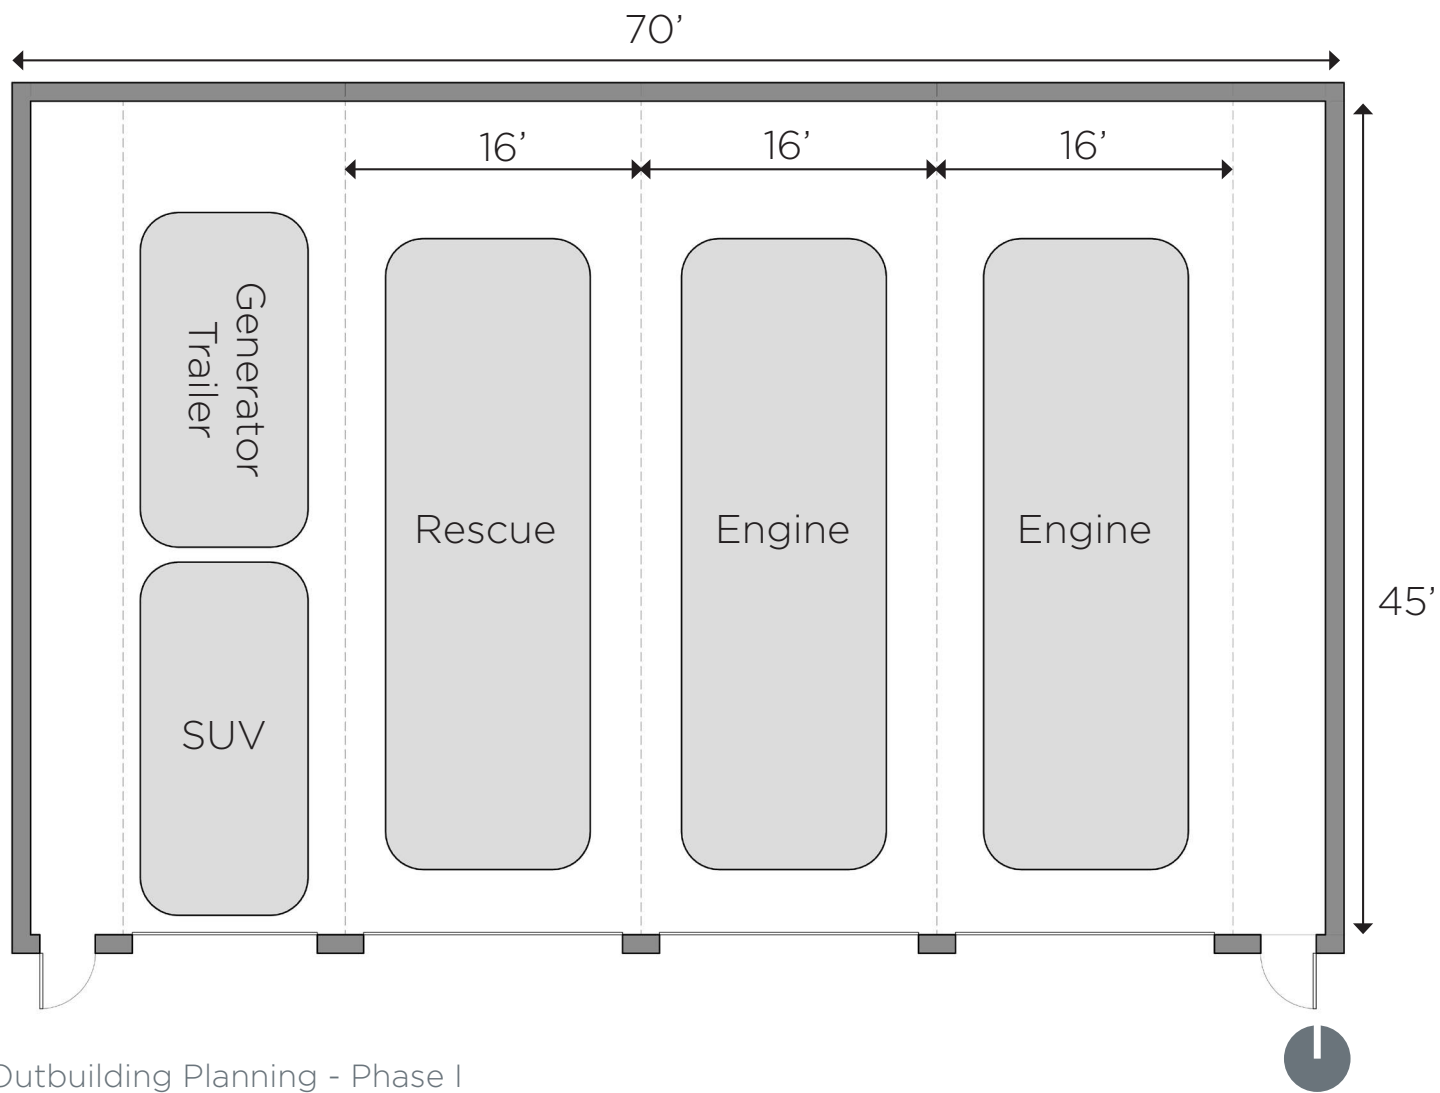 70’
16’
16’
16’
Generator
Trailer
Rescue
Engine
Engine
45’
SUV
Outbuilding Planning - Phase I